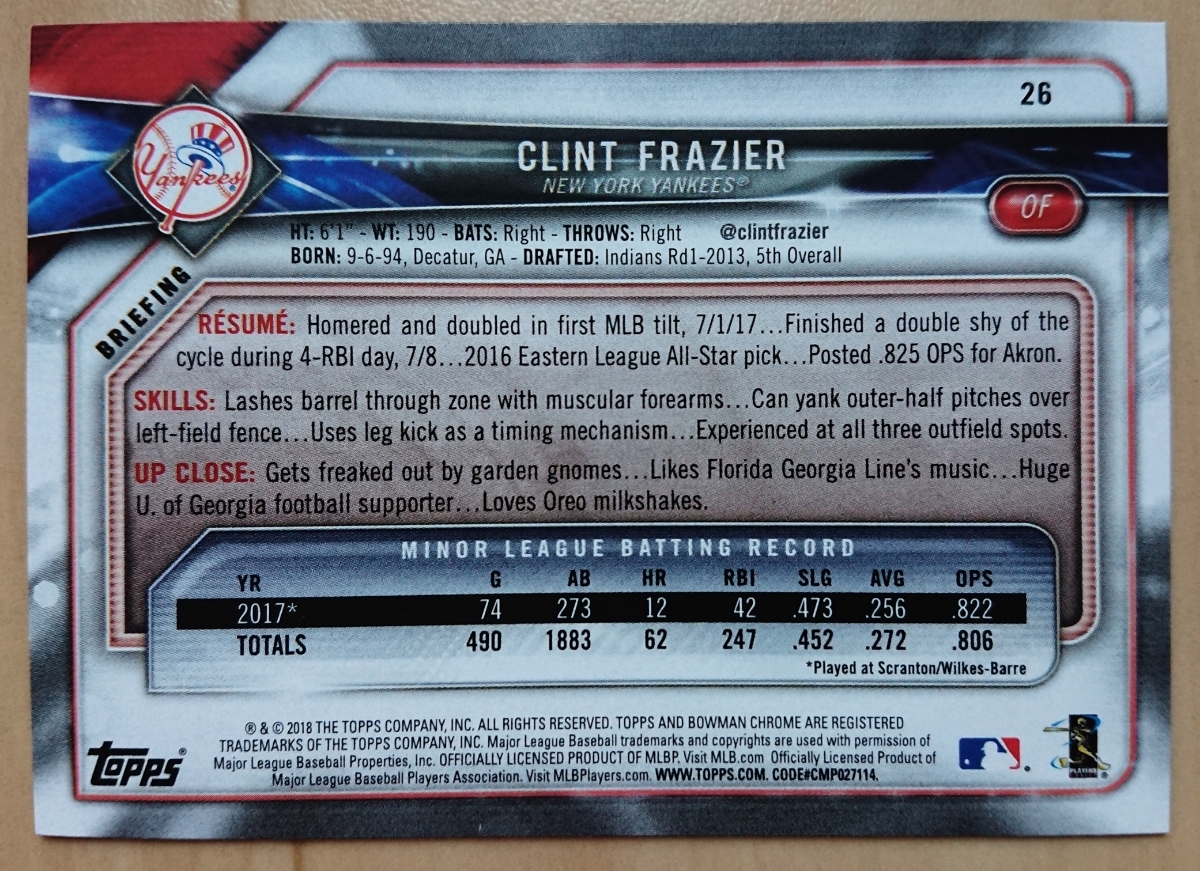 26
Yankees
CLINT FRAZIER
NEW YORK YANKEES®
OF
HT: 6'1" - WT: 190 - BATS: Right - THROWS: Right @clintfrazier
BORN: 9-6-94, Decatur, GA - DRAFTED: Indians Rd1-2013, 5th Overall
BRIEFING
RÉSUMÉ: Homered and doubled in first MLB tilt, 7/1/17...Finished a double shy of the
cycle during 4-RBI day, 7/8...2016 Eastern League All-Star pick...Posted .825 OPS for Akron.
SKILLS: Lashes barrel through zone with muscular forearms...Can yank outer-half pitches over
left-field fence...Uses leg kick as a timing mechanism...Experienced at all three outfield spots.
UP CLOSE: Gets freaked out by garden gnomes...Likes Florida Georgia Line's music...Huge
U. of Georgia football supporter...Loves Oreo milkshakes.
MINOR LEAGUE BATTING RECORD
YR G AB HR RBI SLG AVG OPS
2017* 74 273 12 42 .473 .256 .822
TOTALS 490 1883 62 247 .452 .272 .806
*Played at Scranton/Wilkes-Barre
® & © 2018 THE TOPPS COMPANY, INC. ALL RIGHTS RESERVED. TOPPS AND BOWMAN CHROME ARE REGISTERED
TRADEMARKS OF THE TOPPS COMPANY, INC. Major League Baseball trademarks and copyrights are used with permission of
Major League Baseball Properties, Inc. OFFICIALLY LICENSED PRODUCT OF MLBP. Visit MLB.com Officially Licensed Product of
Major League Baseball Players Association. Visit MLBPlayers.com. WWW.TOPPS.COM. CODE#CMP027114.
Topps®
PLAYERS